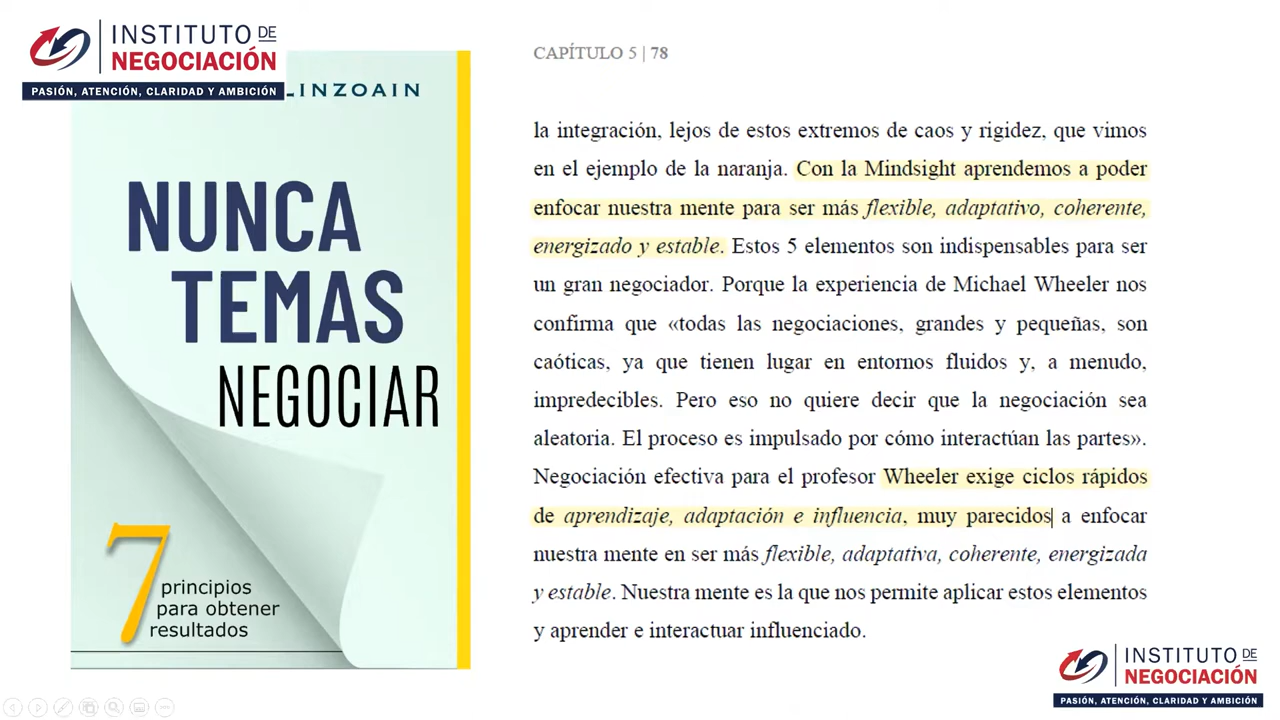 INSTITUTO DE
NEGOCIACIÓN
PASIÓN, ATENCIÓN, CLARIDAD Y AMBICIÓN
LINZOAIN
NUNCA
TEMAS
NEGOCIAR
7
principios
para obtener
resultados
CAPÍTULO 5 | 78
la integración, lejos de estos extremos de caos y rigidez, que vimos
en el ejemplo de la naranja. Con la Mindsight aprendemos a poder
enfocar nuestra mente para ser más flexible, adaptativo, coherente,
energizado y estable. Estos 5 elementos son indispensables para ser
un gran negociador. Porque la experiencia de Michael Wheeler nos
confirma que «todas las negociaciones, grandes y pequeñas, son
caóticas, ya que tienen lugar en entornos fluidos y, a menudo,
impredecibles. Pero eso no quiere decir que la negociación sea
aleatoria. El proceso es impulsado por cómo interactúan las partes».
Negociación efectiva para el profesor Wheeler exige ciclos rápidos
de aprendizaje, adaptación e influencia, muy parecidos a enfocar
nuestra mente en ser más flexible, adaptativa, coherente, energizada
y estable. Nuestra mente es la que nos permite aplicar estos elementos
y aprender e interactuar influenciado.
INSTITUTO DE
NEGOCIACIÓN
PASIÓN, ATENCIÓN, CLARIDAD Y AMBICIÓN